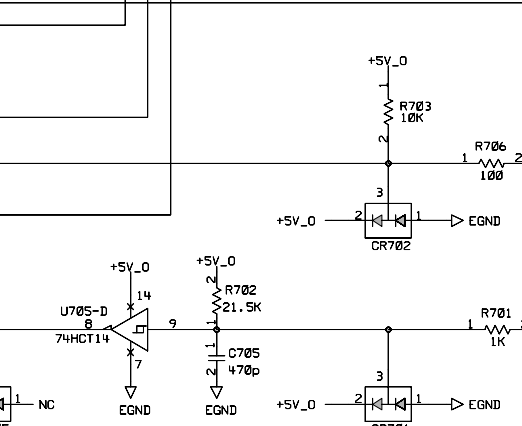 +5V_O
1
R703
10K
2
R706
1
2
100
3
+5V_O
2
1
EGND
CR702
+5V_O
+5V_O
14
2
R702
U705-D
21.5K
R701
8
9
1
1
74HCT14
1K
1
C705
7
2
470p
3
EGND
EGND
1
NC
+5V_O
2
1
EGND